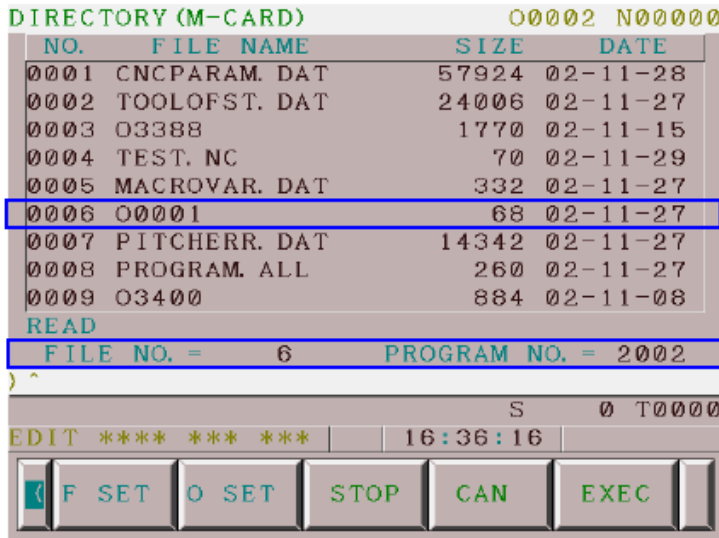 DIRECTORY (M-CARD) O0002 N00000
NO. FILE NAME SIZE DATE
0001 CNCPARAM. DAT 57924 02-11-28
0002 TOOLOFST. DAT 24006 02-11-27
0003 O3388 1770 02-11-15
0004 TEST. NC 70 02-11-29
0005 MACROVAR. DAT 332 02-11-27
0006 O0001 68 02-11-27
0007 PITCHERR. DAT 14342 02-11-27
0008 PROGRAM. ALL 260 02-11-27
0009 O3400 884 02-11-08
READ
FILE NO. = 6 PROGRAM NO. = 2002
) ^
S 0 T0000
EDIT **** *** *** 16:36:16
( F SET O SET STOP CAN EXEC